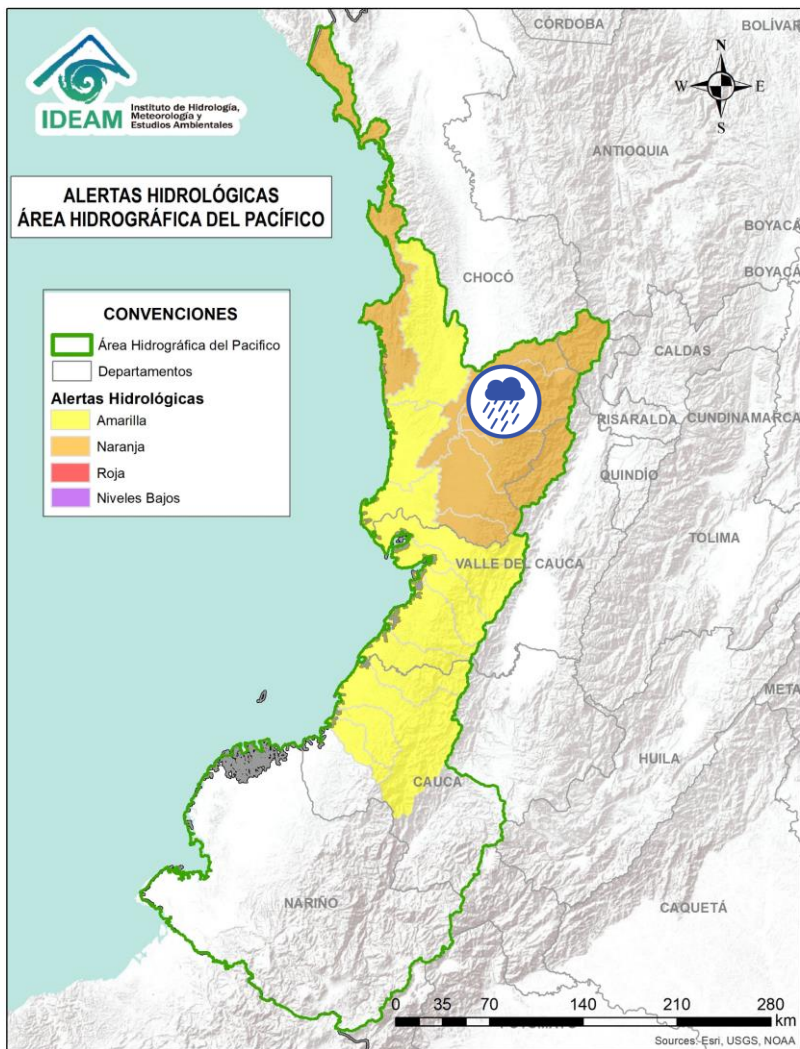 IDEAM
Instituto de Hidrología,
Meteorología y
Estudios Ambientales
CÓRDOBA
BOLÍVAR
N
W
E
S
ANTIOQUIA
ALERTAS HIDROLÓGICAS
ÁREA HIDROGRÁFICA DEL PACÍFICO
BOYACÁ
CHOCÓ
BOYACÁ
CONVENCIONES
Área Hidrográfica del Pacifico
Departamentos
Alertas Hidrológicas
Amarilla
Naranja
Roja
Niveles Bajos
CALDAS
RISARALDA
CUNDINAMARCA
QUINDÍO
TOLIMA
VALLE DEL CAUCA
META
HUILA
CAUCA
NARIÑO
CAQUETÁ
0 35 70 140 210 280
km
Sources: Esri, USGS, NOAA